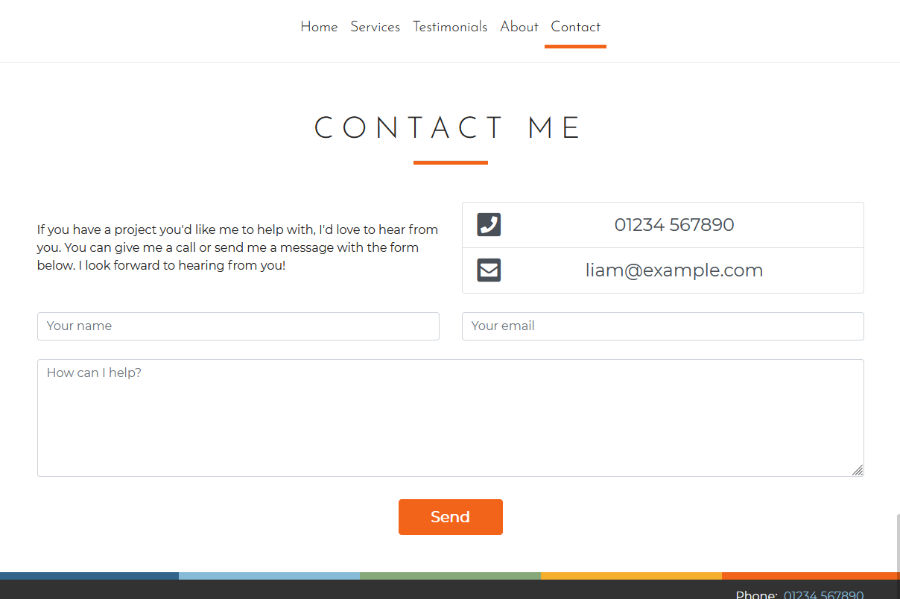 Home Services Testimonials About Contact
CONTACT ME
If you have a project you'd like me to help with, I'd love to hear from
you. You can give me a call or send me a message with the form
below. I look forward to hearing from you!
01234 567890
liam@example.com
Your name
Your email
How can I help?
Send
Phone: 01234 567890